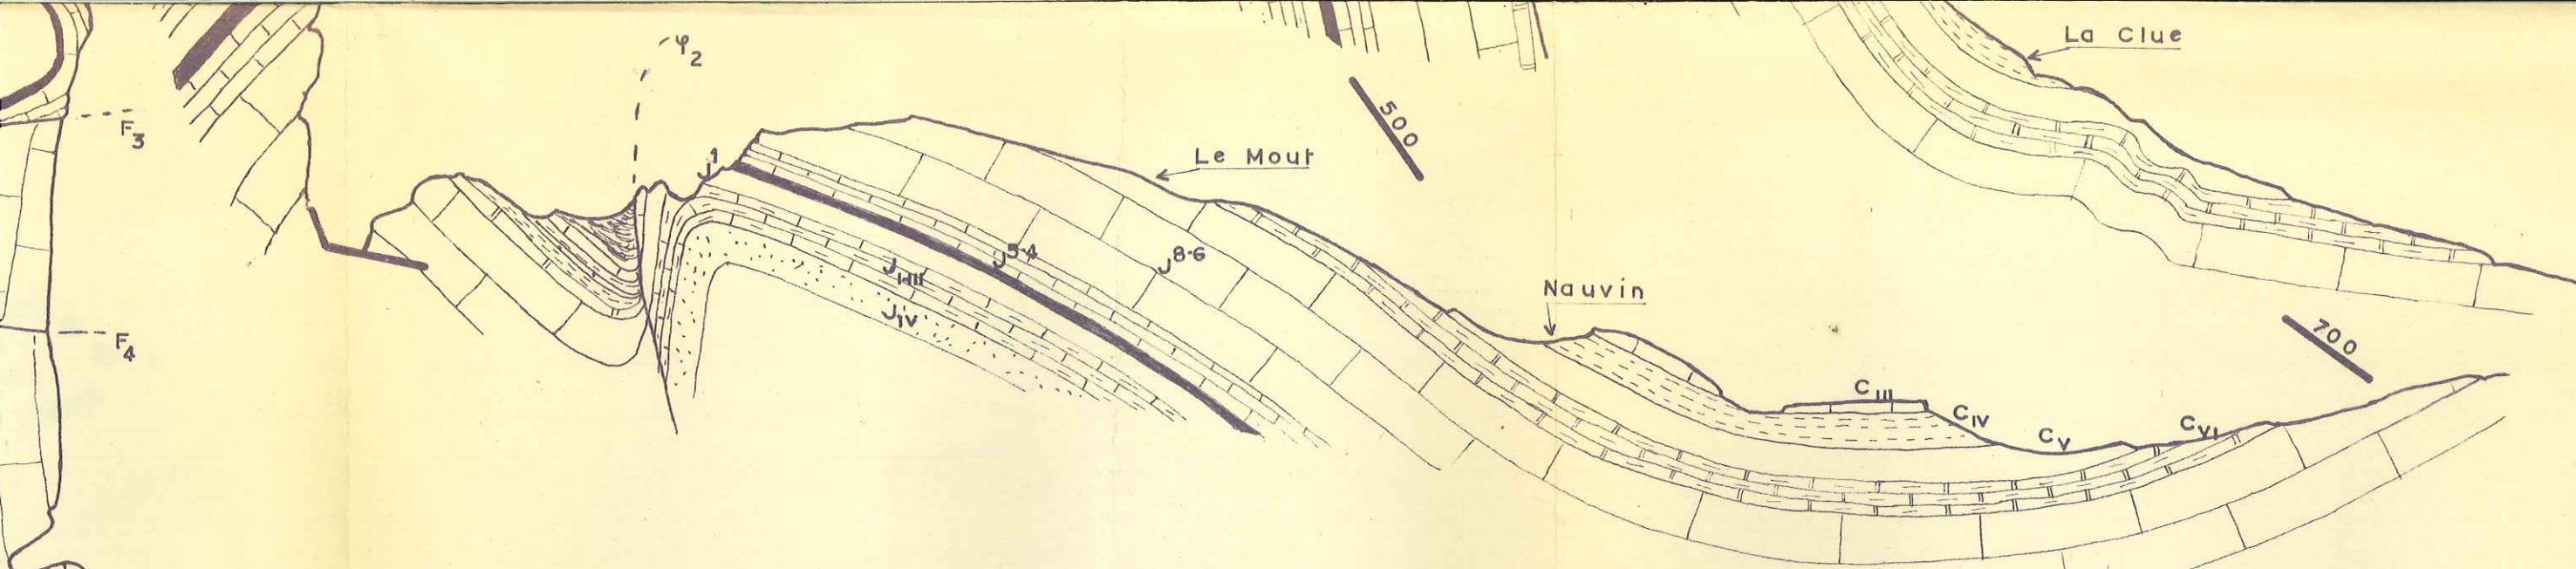 φ2
La Clue
F3
500
J1
Le Mout
J5-4
J8-6
JI-III
Nauvin
JIV
F4
700
CIII
CIV
CV
CVI